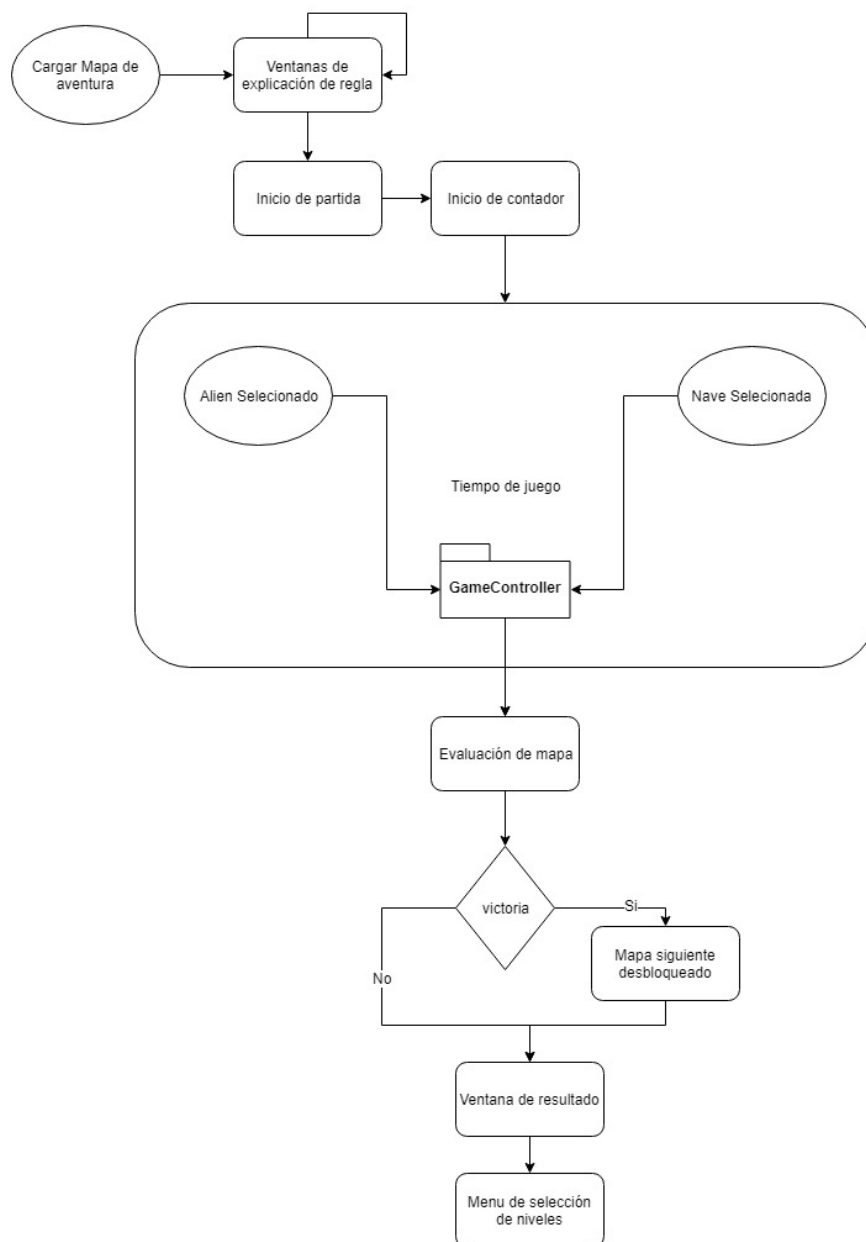 Cargar Mapa de
aventura
Ventanas de
explicación de regla
Inicio de partida
Inicio de contador
Alien Selecionado
Nave Selecionada
Tiempo de juego
GameController
Evaluación de mapa
victoria
Si
No
Mapa siguiente
desbloqueado
Ventana de resultado
Menu de selección
de niveles